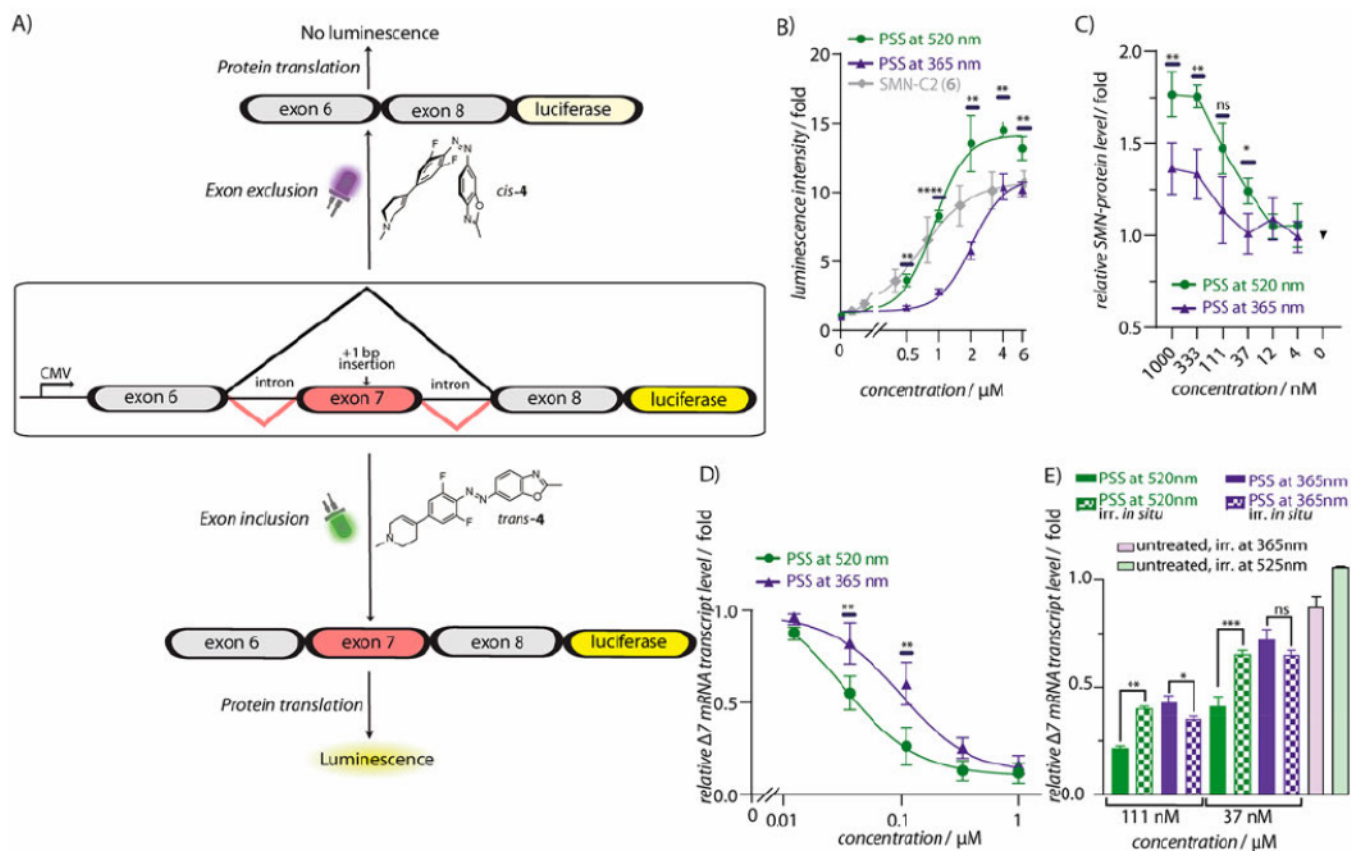 A)
No luminescence
Protein translation
exon 6
exon 8
luciferase
Exon exclusion
cis-4
F
F
N
N
O
N
N
CMV
exon 6
intron
+1 bp
insertion
exon 7
intron
exon 8
luciferase
Exon inclusion
F
N
N
N
O
F
N
trans-4
exon 6
exon 7
exon 8
luciferase
Protein translation
Luminescence
B)
PSS at 520 nm
PSS at 365 nm
SMN-C2 (6)
luminescence intensity / fold
20
15
10
5
0
**
****
**
**
**
0
0.5
1
2
4
6
concentration / µM
C)
relative SMN-protein level / fold
2.0
1.5
1.0
0.5
**
**
ns
*
PSS at 520 nm
PSS at 365 nm
1000
333
111
37
12
4
0
concentration / nM
D)
PSS at 520 nm
PSS at 365 nm
relative Δ7 mRNA transcript level / fold
1.0
0.5
0.0
**
**
0
0.01
0.1
1
concentration / µM
E)
PSS at 520nm
PSS at 365nm
PSS at 520nm
irr. in situ
PSS at 365nm
irr. in situ
untreated, irr. at 365nm
untreated, irr. at 525nm
relative Δ7 mRNA transcript level / fold
1.0
0.5
0.0
**
*
***
ns
111 nM
37 nM
concentration / µM